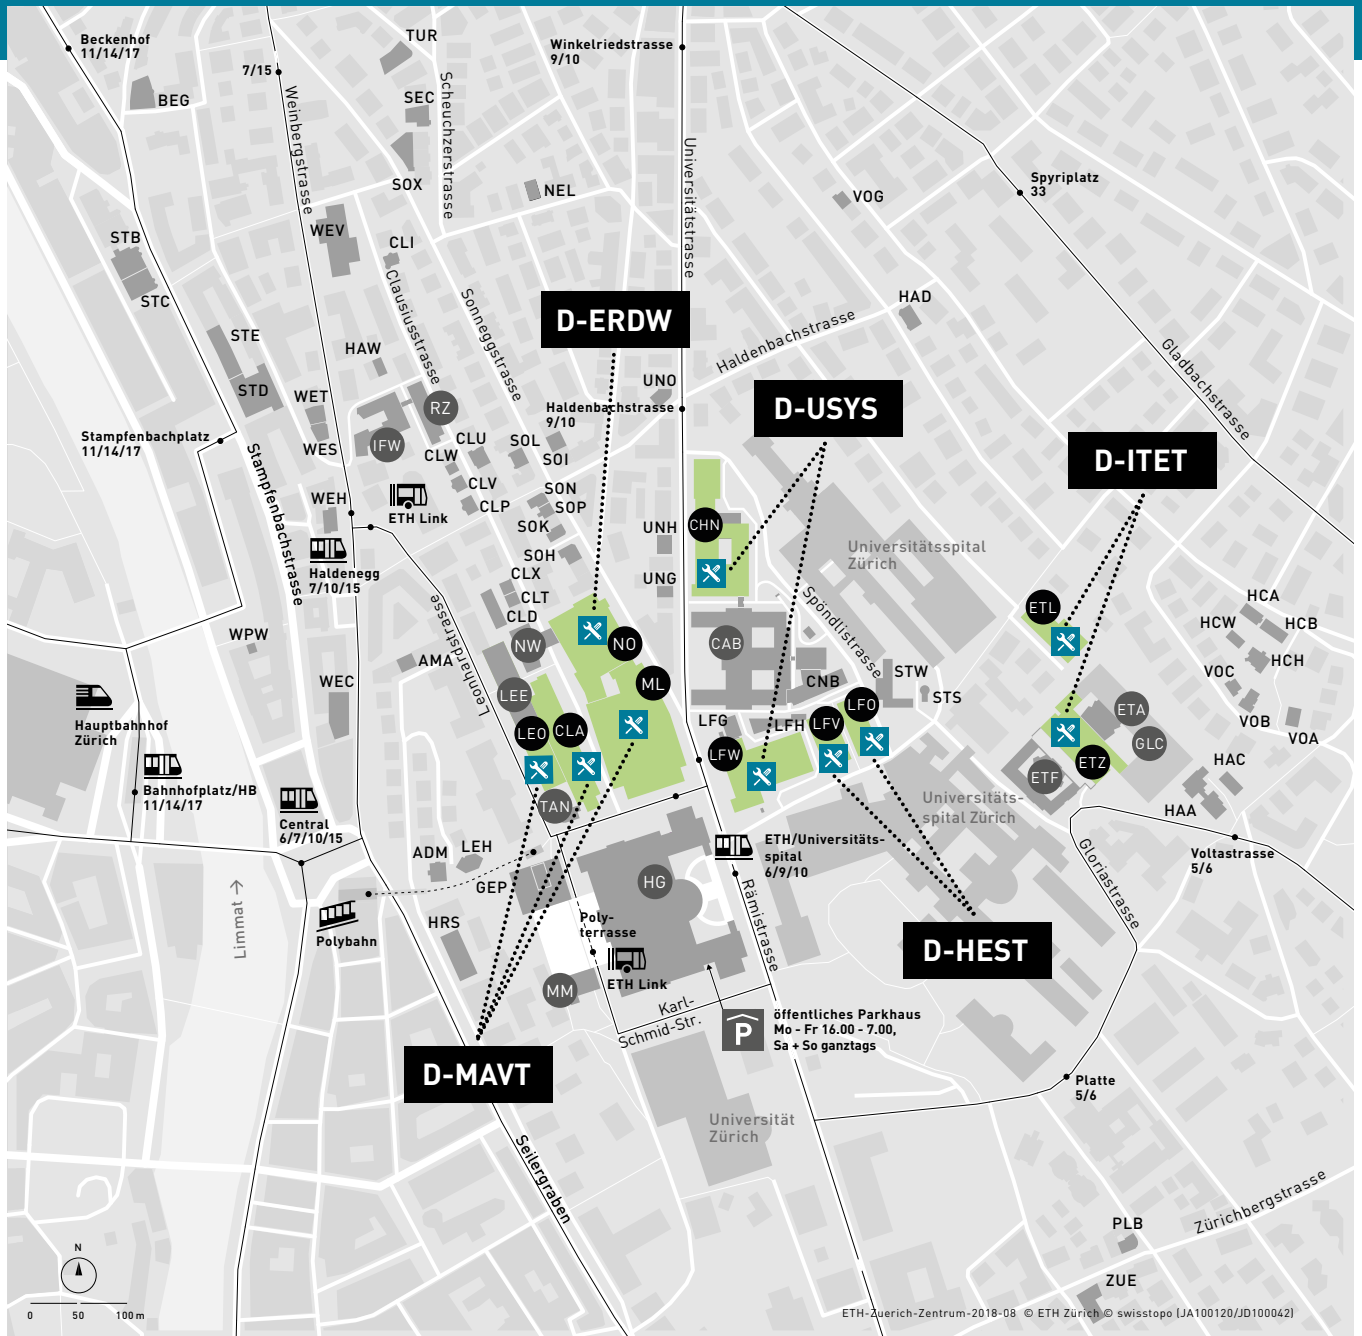 Beckenhof
11/14/17
7/15
BEG
TUR
SEC
SOX
Weinbergstrasse
Scheuchzerstrasse
Winkelriedstrasse
9/10
Universitätstrasse
NEL
VOG
Spyriplatz
33
STB
STC
WEV
CLI
Clausiusstrasse
Sonneggstrasse
D-ERDW
HAD
Haldenbachstrasse
Gladbachstrasse
STE
STD
HAW
WET
WES
RZ
IFW
UNO
Haldenbachstrasse
9/10
D-USYS
D-ITET
Stampfenbachplatz
11/14/17
Stampfenbachstrasse
CLU
CLW
CLV
CLP
SOL
SOI
SON
SOP
SOK
SOH
WEH
ETH Link
Haldenegg
7/10/15
CHN
UNH
UNG
Universitätsspital
Zürich
CLX
CLT
CLD
NW
NO
ML
CAB
CNB
Spöndlistrasse
STW
STS
ETL
HCA
HCW
HCB
HCH
VOC
VOB
VOA
WPW
AMA
WEC
Leonhardstrasse
LEE
LEO
CLA
TAN
LFG
LFW
LFH
LFV
LFO
ETA
GLC
ETZ
ETF
HAC
HAA
Universitäts-
spital Zürich
Hauptbahnhof
Zürich
Bahnhofplatz/HB
11/14/17
Central
6/7/10/15
ADM
LEH
GEP
HRS
HG
ETH/Universitäts-
spital
6/9/10
Rämistrasse
Gloriastrasse
Voltastrasse
5/6
Limmat
Polybahn
Poly-
terrasse
ETH Link
MM
D-HEST
Karl-
Schmid-Str.
P
öffentliches Parkhaus
Mo - Fr 16.00 - 7.00,
Sa + So ganztags
D-MAVT
Platte
5/6
Universität
Zürich
Seilergraben
Zürichbergstrasse
PLB
ZUE
N
0 50 100 m
ETH-Zuerich-Zentrum-2018-08 © ETH Zürich © swisstopo (JA100120/JD100042)